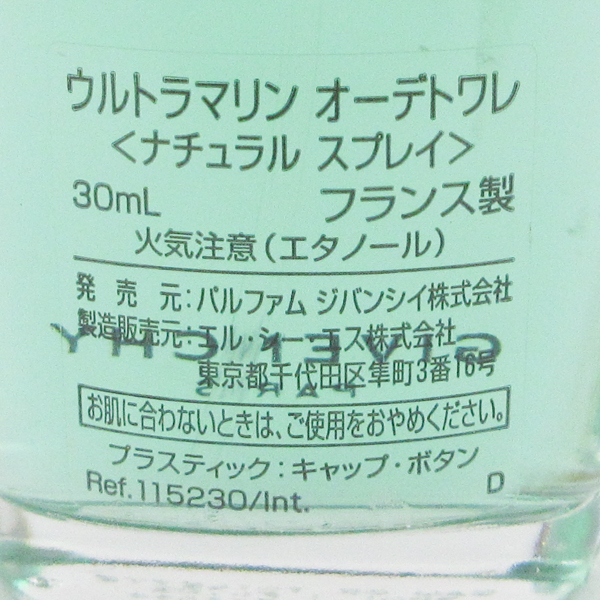 ウルトラマリン オーデトワレ
<ナチュラル スプレイ>
30mL フランス製
火気注意(エタノール)
発売元:パルファム ジバンシイ株式会社
製造販売元:エル・シー・エス株式会社
東京都千代田区隼町3番16号
お肌に合わないときは、ご使用をおやめください。
プラスティック:キャップ・ボタン
Ref.115230/Int. D
GIVENCHY
PARIS